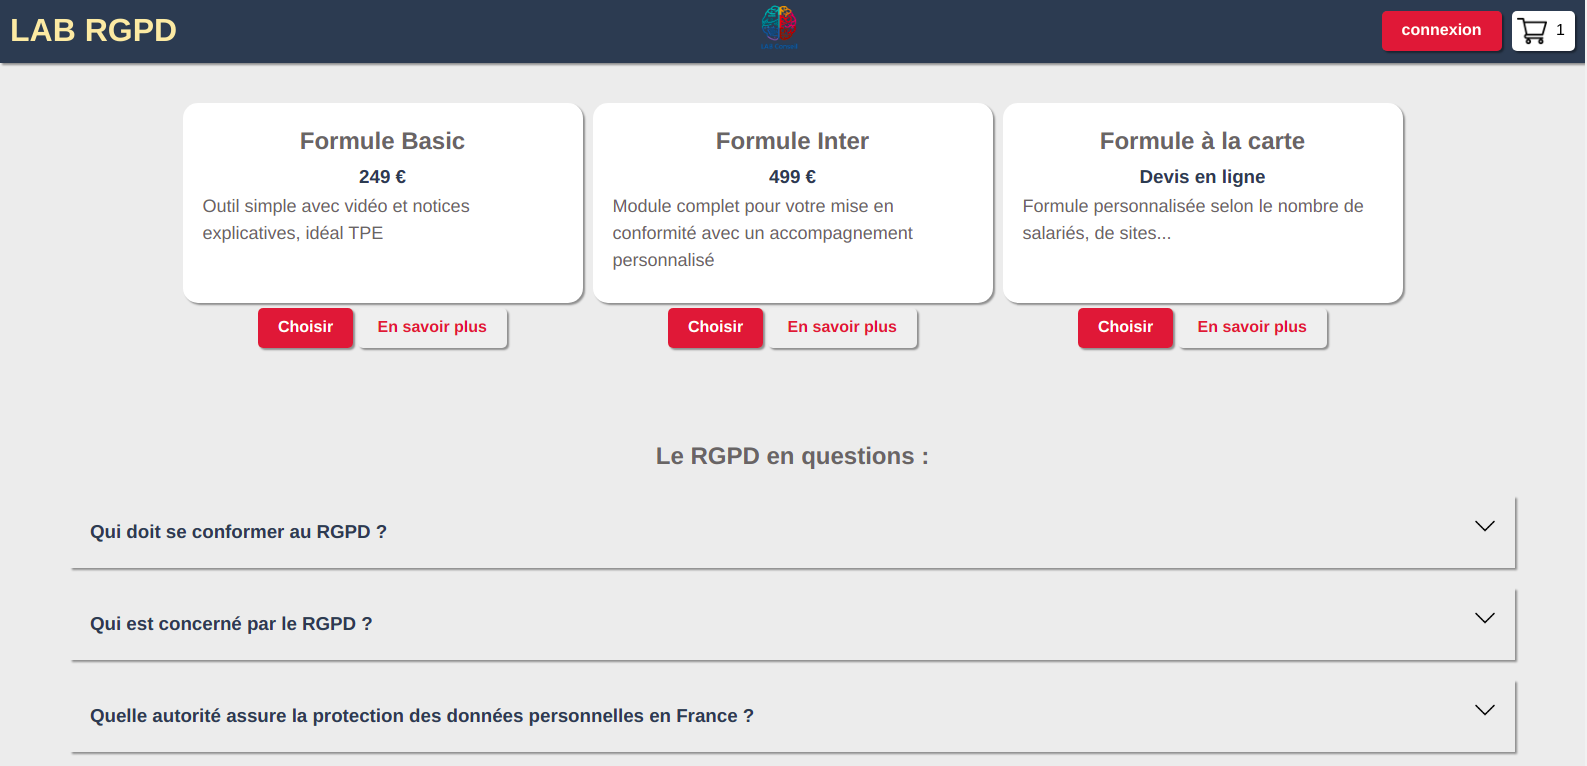 LAB RGPD
connexion
1
Formule Basic
249 €
Outil simple avec vidéo et notices
explicatives, idéal TPE
Choisir
En savoir plus
Formule Inter
499 €
Module complet pour votre mise en
conformité avec un accompagnement
personnalisé
Choisir
En savoir plus
Formule à la carte
Devis en ligne
Formule personnalisée selon le nombre de
salariés, de sites...
Choisir
En savoir plus
Le RGPD en questions :
Qui doit se conformer au RGPD ?
Qui est concerné par le RGPD ?
Quelle autorité assure la protection des données personnelles en France ?